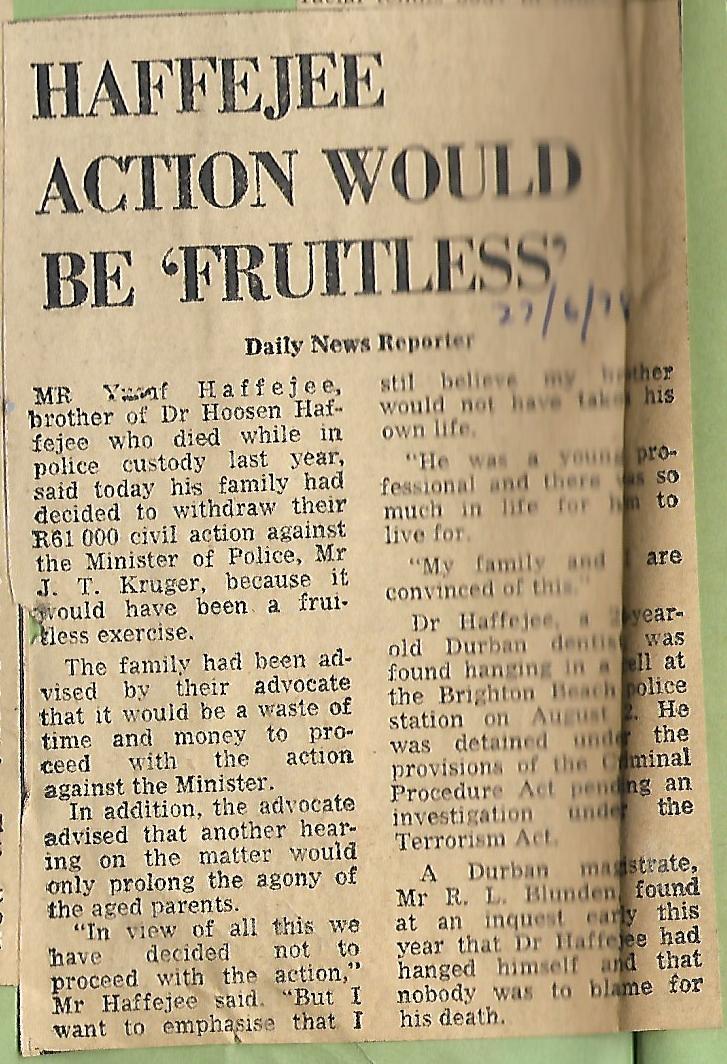 HAFFEJEE
ACTION WOULD
BE ‘FRUITLESS’
27/6/78
Daily News Reporter
MR Yusuf Haffejee,
brother of Dr Hoosen Haf-
fejee who died while in
police custody last year,
said today his family had
decided to withdraw their
R61 000 civil action against
the Minister of Police, Mr
J. T. Kruger, because it
would have been a frui-
tless exercise.
The family had been ad-
vised by their advocate
that it would be a waste of
time and money to pro-
ceed with the action
against the Minister.
In addition, the advocate
advised that another hear-
ing on the matter would
only prolong the agony of
the aged parents.
“In view of all this we
have decided not to
proceed with the action,”
Mr Haffejee said. “But I
want to emphasise that I
stil believe my brother
would not have taken his
own life.
“He was a young pro-
fessional and there was so
much in life for him to
live for.
“My family and I are
convinced of this.”
Dr Haffejee, a year-
old Durban dentist was
found hanging in a cell at
the Brighton Beach police
station on August 2. He
was detained under the
provisions of the Criminal
Procedure Act pending an
investigation under the
Terrorism Act.
A Durban magistrate,
Mr R. L. Blunden, found
at an inquest early this
year that Dr Haffejee had
hanged himself and that
nobody was to blame for
his death.